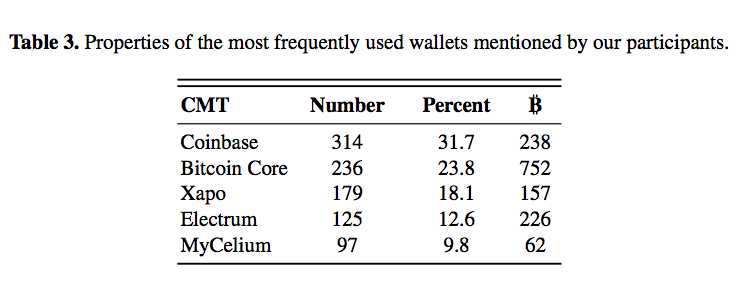 Table 3. Properties of the most frequently used wallets mentioned by our participants.
CMT Number Percent ₿
Coinbase 314 31.7 238
Bitcoin Core 236 23.8 752
Xapo 179 18.1 157
Electrum 125 12.6 226
MyCelium 97 9.8 62